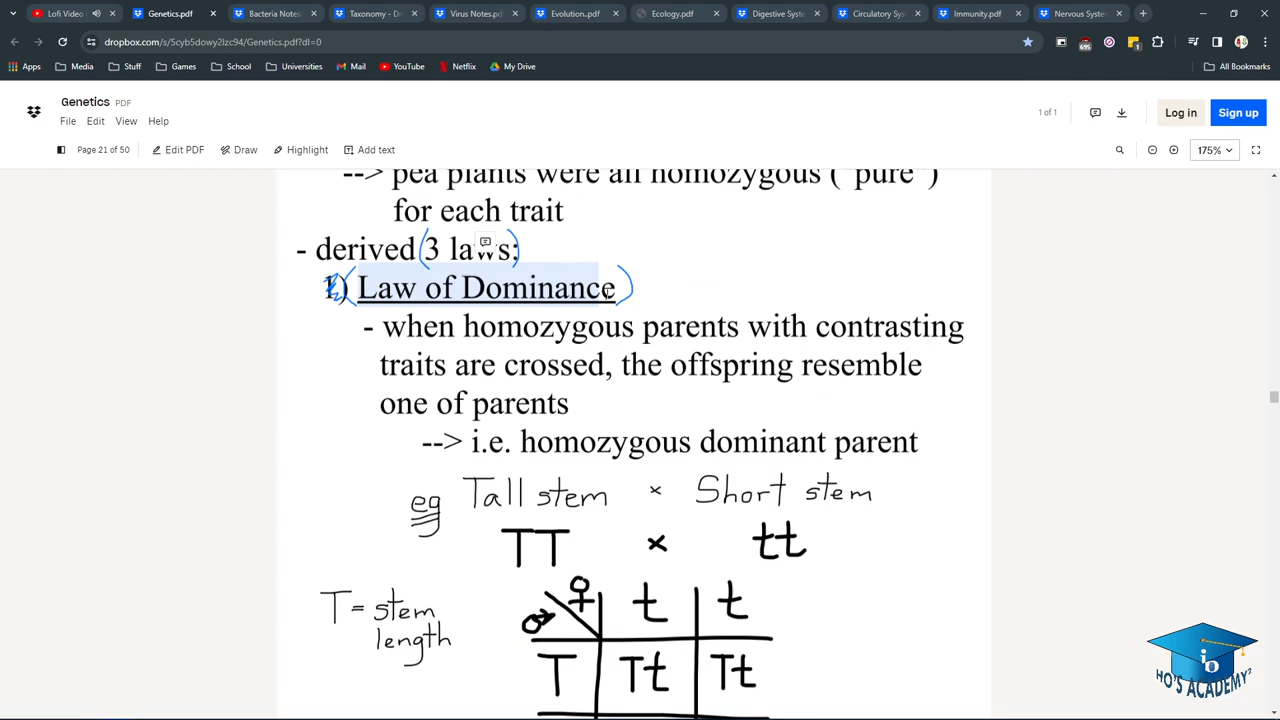 Lofi Video
Genetics.pdf
Bacteria Notes.
Taxonomy - De
Virus Notes.pd
Evolution..pdf
Ecology.pdf
Digestive Syst
Circulatory Sys
Immunity.pdf
Nervous System
dropbox.com/s/5cyb5dowy2lzc94/Genetics.pdf?dl=0
695
Apps
Media
Stuff
Games
School
Universities
Mail
YouTube
Netflix
My Drive
All Bookmarks
Genetics PDF
File Edit View Help
1 of 1
Log in
Sign up
Page 21 of 50
Edit PDF
Draw
Highlight
Add text
175%
--> pea plants were all homozygous ("pure")
for each trait
- derived 3 laws:
1) Law of Dominance
- when homozygous parents with contrasting
traits are crossed, the offspring resemble
one of parents
--> i.e. homozygous dominant parent
eg Tall stem × Short stem
TT × tt
T = stem
length
♀ t t
♂
T Tt Tt
HO'S ACADEMY